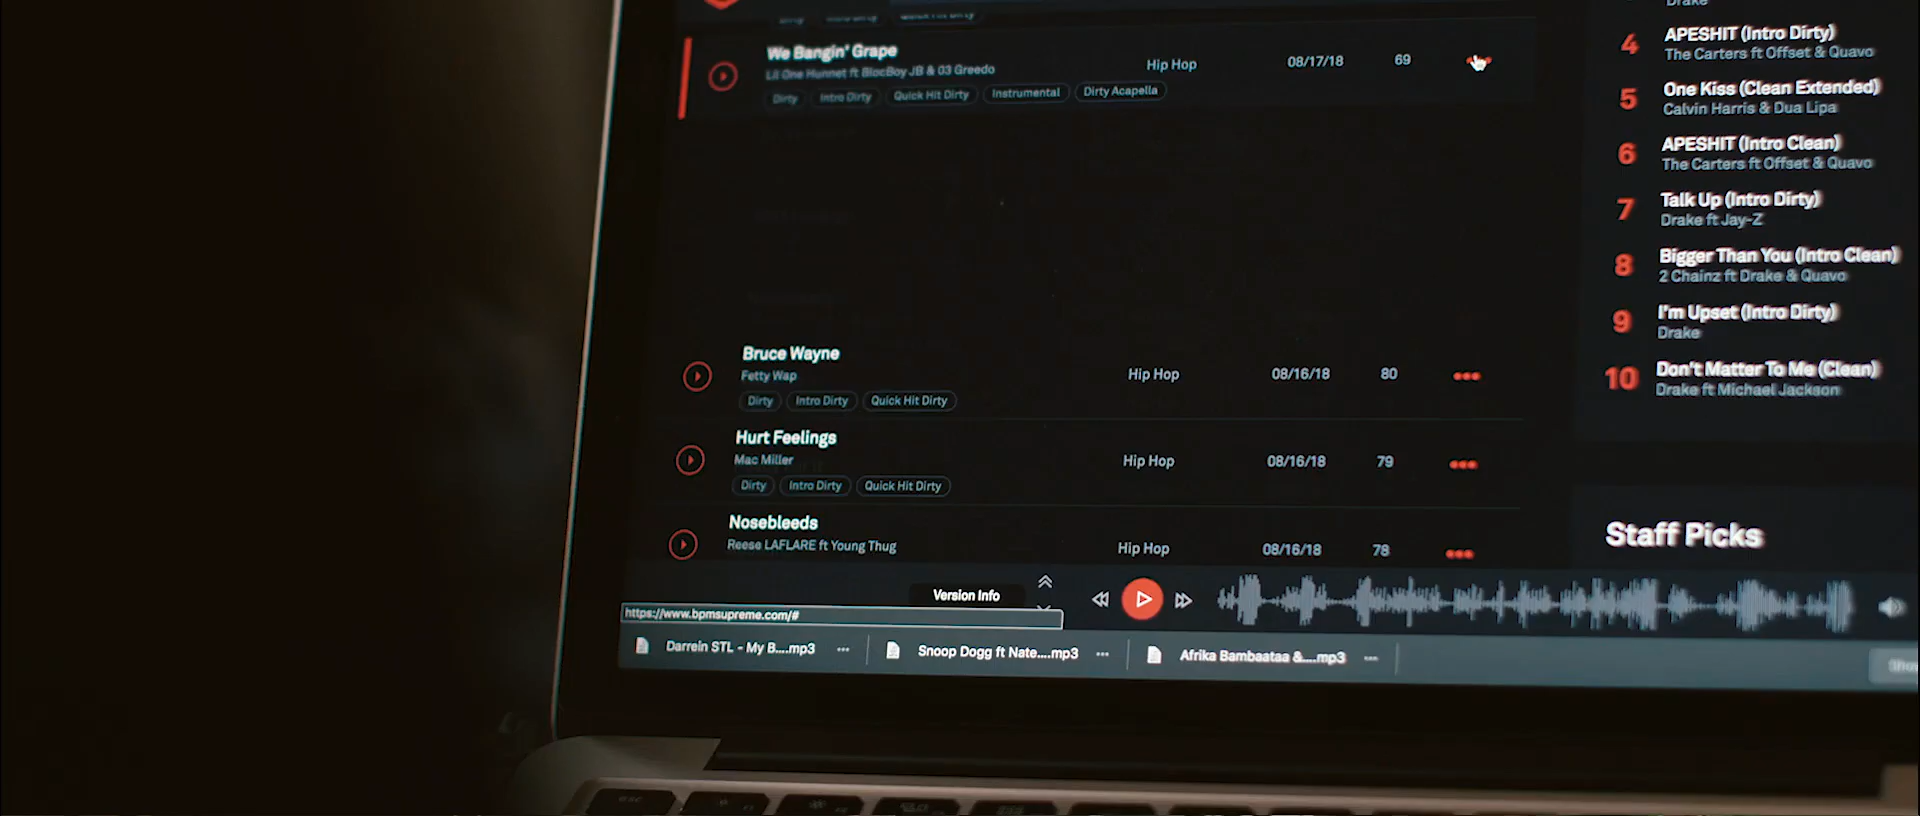 Dirty Intro Dirty Quick Hit Dirty
We Bangin' Grape
Lil One Hunnet ft BlocBoy JB & 03 Greedo
Dirty Intro Dirty Quick Hit Dirty Instrumental Dirty Acapella
Hip Hop 08/17/18 69
Bruce Wayne
Fetty Wap
Dirty Intro Dirty Quick Hit Dirty
Hip Hop 08/16/18 80
Hurt Feelings
Mac Miller
Dirty Intro Dirty Quick Hit Dirty
Hip Hop 08/16/18 79
Nosebleeds
Reese LAFLARE ft Young Thug
Hip Hop 08/16/18 78
Drake
4 APESHIT (Intro Dirty)
The Carters ft Offset & Quavo
5 One Kiss (Clean Extended)
Calvin Harris & Dua Lipa
6 APESHIT (Intro Clean)
The Carters ft Offset & Quavo
7 Talk Up (Intro Dirty)
Drake ft Jay-Z
8 Bigger Than You (Intro Clean)
2 Chainz ft Drake & Quavo
9 I'm Upset (Intro Dirty)
Drake
10 Don't Matter To Me (Clean)
Drake ft Michael Jackson
Staff Picks
Version Info
https://www.bpmsupreme.com/#
Darrein STL - My B....mp3
Snoop Dogg ft Nate....mp3
Afrika Bambaataa &....mp3
esc